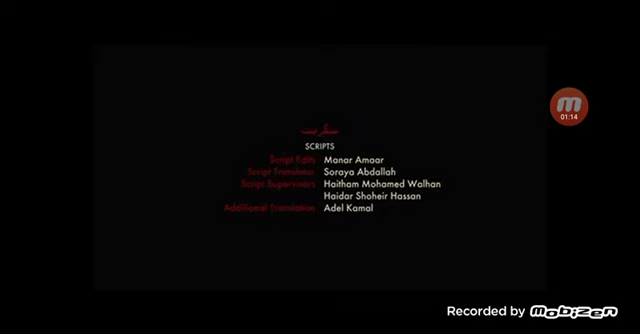 سكريبت
SCRIPTS
Script Edits Manar Amaar
Script Translator Soraya Abdallah
Script Supervisors Haitham Mohamed Walhan
Haidar Shoheir Hassan
Additional Translation Adel Kamal
01:14
Recorded by mobizen